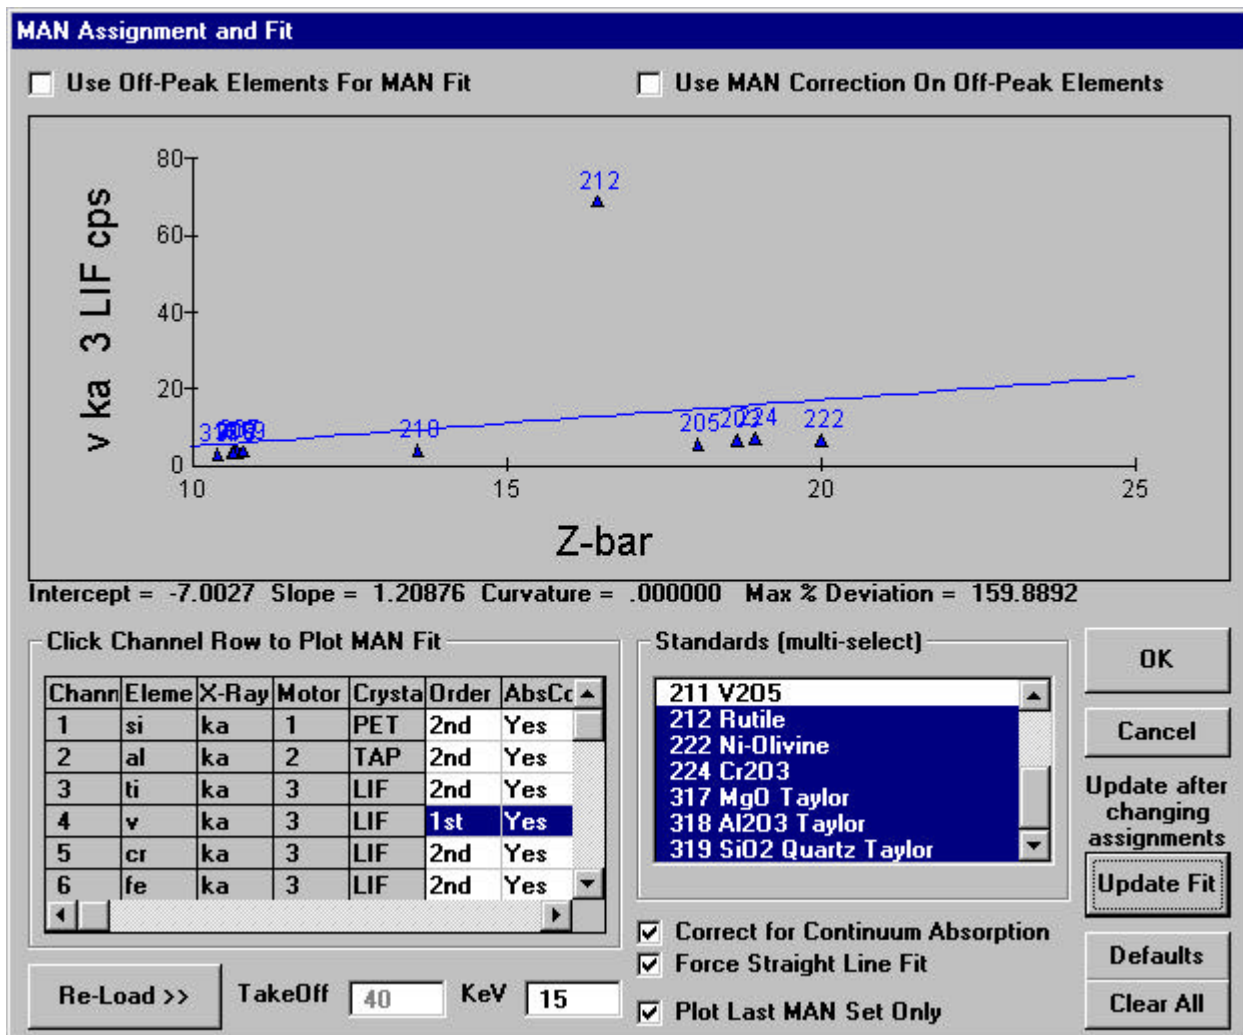 MAN Assignment and Fit
Use Off-Peak Elements For MAN Fit
Use MAN Correction On Off-Peak Elements
v ka 3 LIF cps
80
60
40
20
0
212
218
205
203
224
222
10
15
20
25
Z-bar
Intercept = -7.0027 Slope = 1.20876 Curvature = .000000 Max % Deviation = 159.8892
Click Channel Row to Plot MAN Fit
Chann Eleme X-Ray Motor Crysta Order AbsCo
1 si ka 1 PET 2nd Yes
2 al ka 2 TAP 2nd Yes
3 ti ka 3 LIF 2nd Yes
4 v ka 3 LIF 1st Yes
5 cr ka 3 LIF 2nd Yes
6 fe ka 3 LIF 2nd Yes
Standards (multi-select)
211 V2O5
212 Rutile
222 Ni-Olivine
224 Cr2O3
317 MgO Taylor
318 Al2O3 Taylor
319 SiO2 Quartz Taylor
OK
Cancel
Update after
changing
assignments
Update Fit
Defaults
Clear All
Correct for Continuum Absorption
Force Straight Line Fit
Plot Last MAN Set Only
Re-Load >>
TakeOff 40 KeV 15